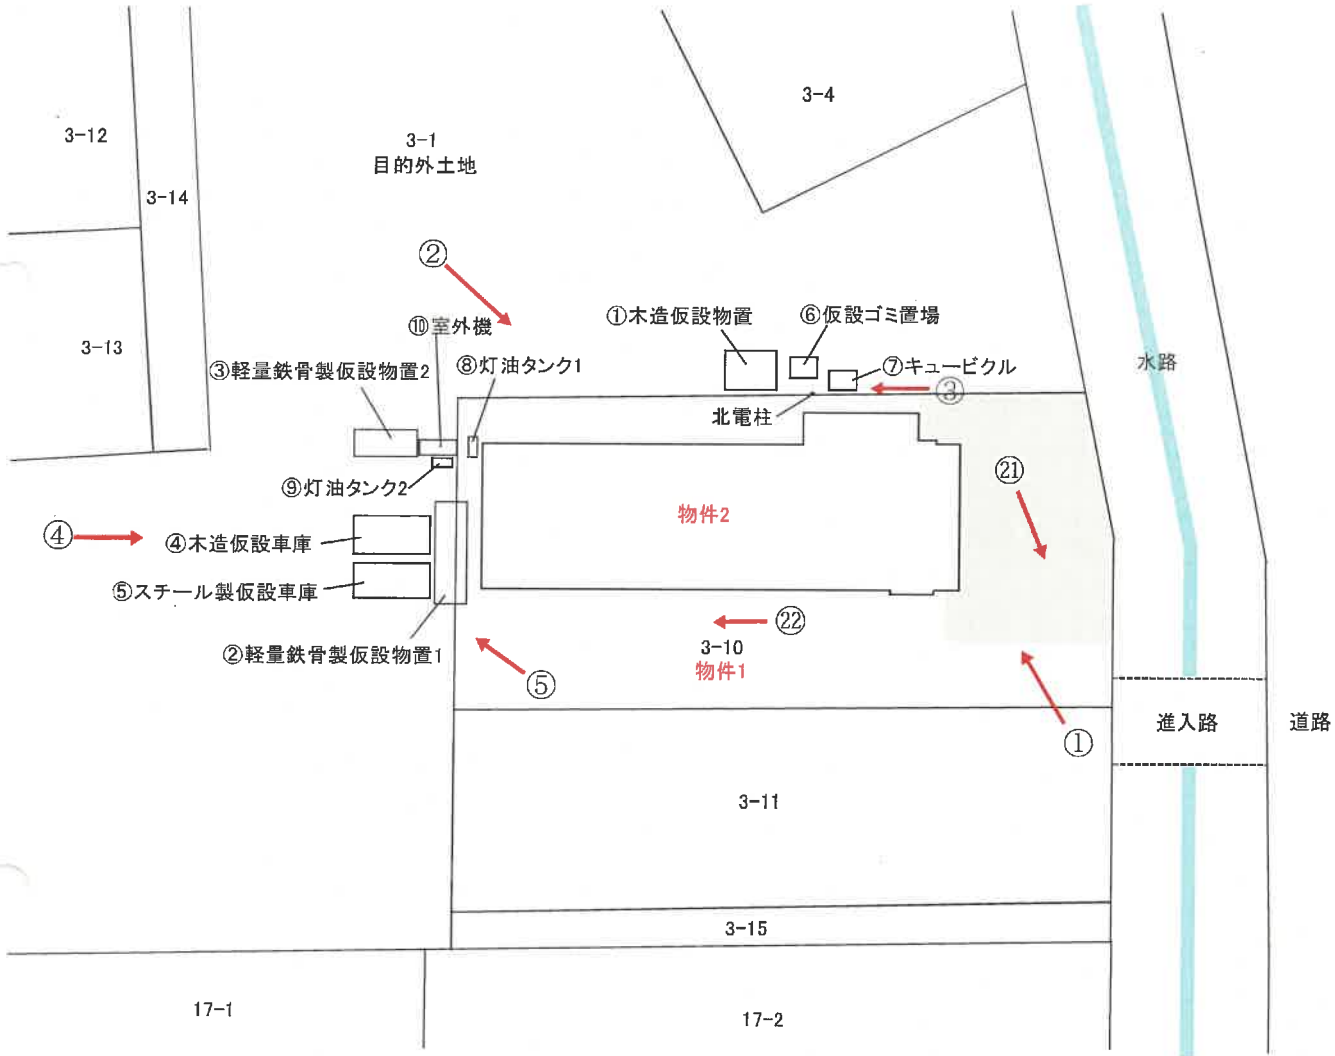 3-4
3-12
3-1
目的外土地
3-14
②
①木造仮設物置
⑥仮設ゴミ置場
⑩室外機
3-13
③軽量鉄骨製仮設物置2
⑧灯油タンク1
⑦キュービクル
水路
③
北電柱
㉑
⑨灯油タンク2
物件2
④
④木造仮設車庫
⑤スチール製仮設車庫
㉒
3-10
②軽量鉄骨製仮設物置1
物件1
⑤
進入路
道路
①
3-11
3-15
17-1
17-2